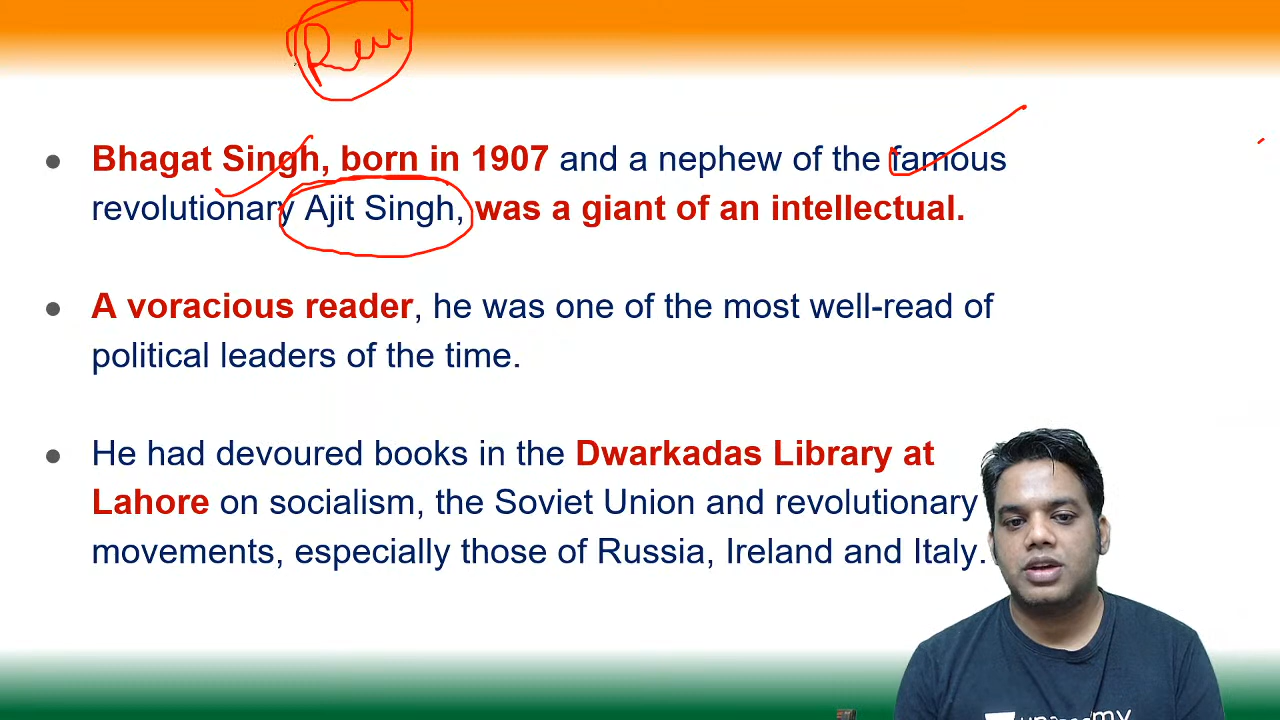 Rev
● Bhagat Singh, born in 1907 and a nephew of the famous
revolutionary Ajit Singh, was a giant of an intellectual.
● A voracious reader, he was one of the most well-read of
political leaders of the time.
● He had devoured books in the Dwarkadas Library at
Lahore on socialism, the Soviet Union and revolutionary
movements, especially those of Russia, Ireland and Italy.